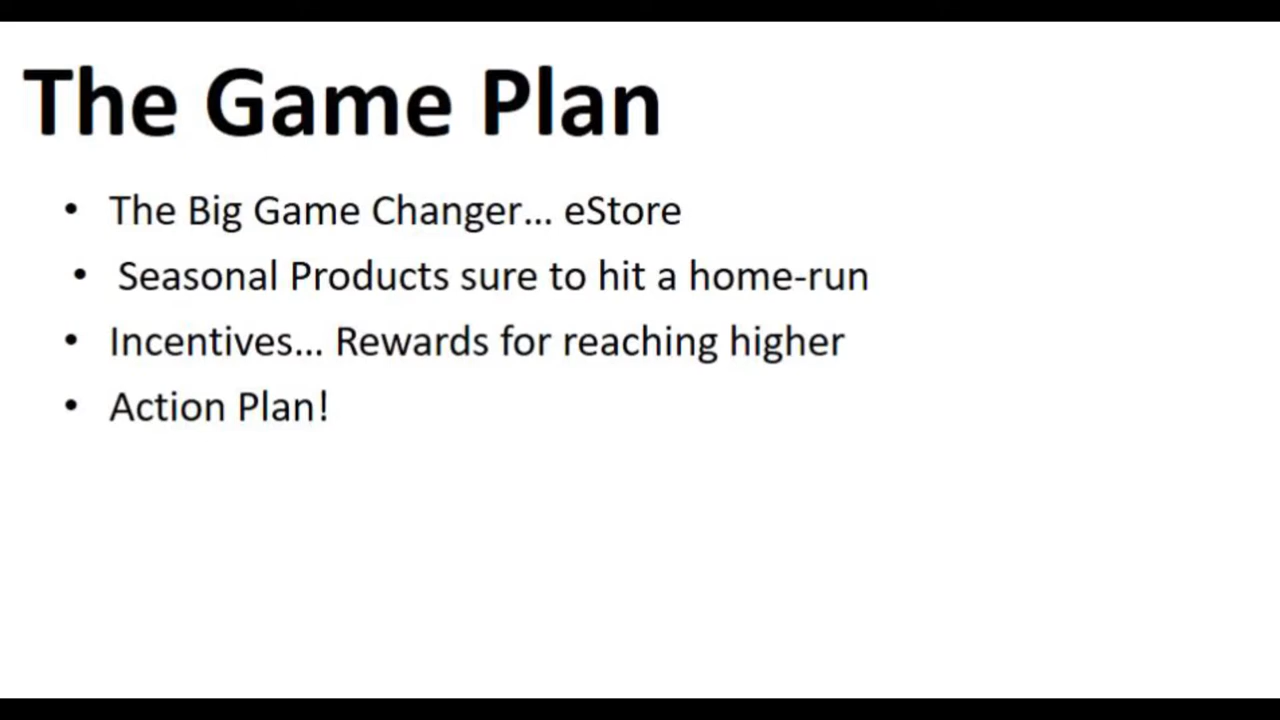 The Game Plan
• The Big Game Changer... eStore
• Seasonal Products sure to hit a home-run
• Incentives... Rewards for reaching higher
• Action Plan!